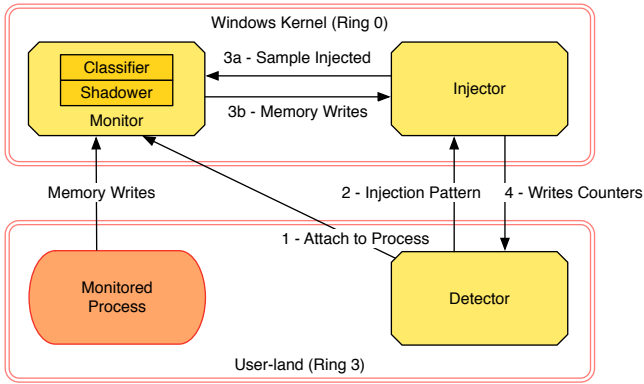 Windows Kernel (Ring 0)
Classifier
Shadower
Monitor
3a - Sample Injected
3b - Memory Writes
Injector
Memory Writes
2 - Injection Pattern
4 - Writes Counters
1 - Attach to Process
Monitored
Process
Detector
User-land (Ring 3)